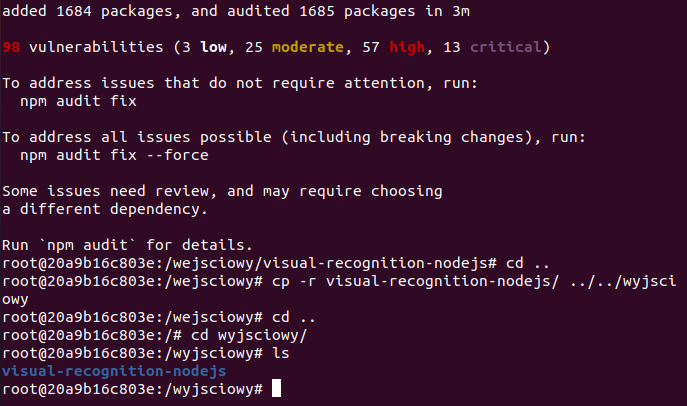 added 1684 packages, and audited 1685 packages in 3m
98 vulnerabilities (3 low, 25 moderate, 57 high, 13 critical)
To address issues that do not require attention, run:
  npm audit fix
To address all issues possible (including breaking changes), run:
  npm audit fix --force
Some issues need review, and may require choosing
a different dependency.
Run `npm audit` for details.
root@20a9b16c803e:/wejsciowy/visual-recognition-nodejs# cd ..
root@20a9b16c803e:/wejsciowy# cp -r visual-recognition-nodejs/ ../../wyjsci
owy
root@20a9b16c803e:/wejsciowy# cd ..
root@20a9b16c803e:/# cd wyjsciowy/
root@20a9b16c803e:/wyjsciowy# ls
visual-recognition-nodejs
root@20a9b16c803e:/wyjsciowy#